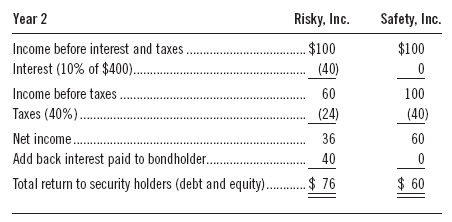 Year 2 Risky, Inc. Safety, Inc.
Income before interest and taxes ............................ $100 $100
Interest (10% of $400)............................................ (40) 0
Income before taxes ............................................. 60 100
Taxes (40%)......................................................... (24) (40)
Net income........................................................... 36 60
Add back interest paid to bondholder......................... 40 0
Total return to security holders (debt and equity)............ $ 76 $ 60